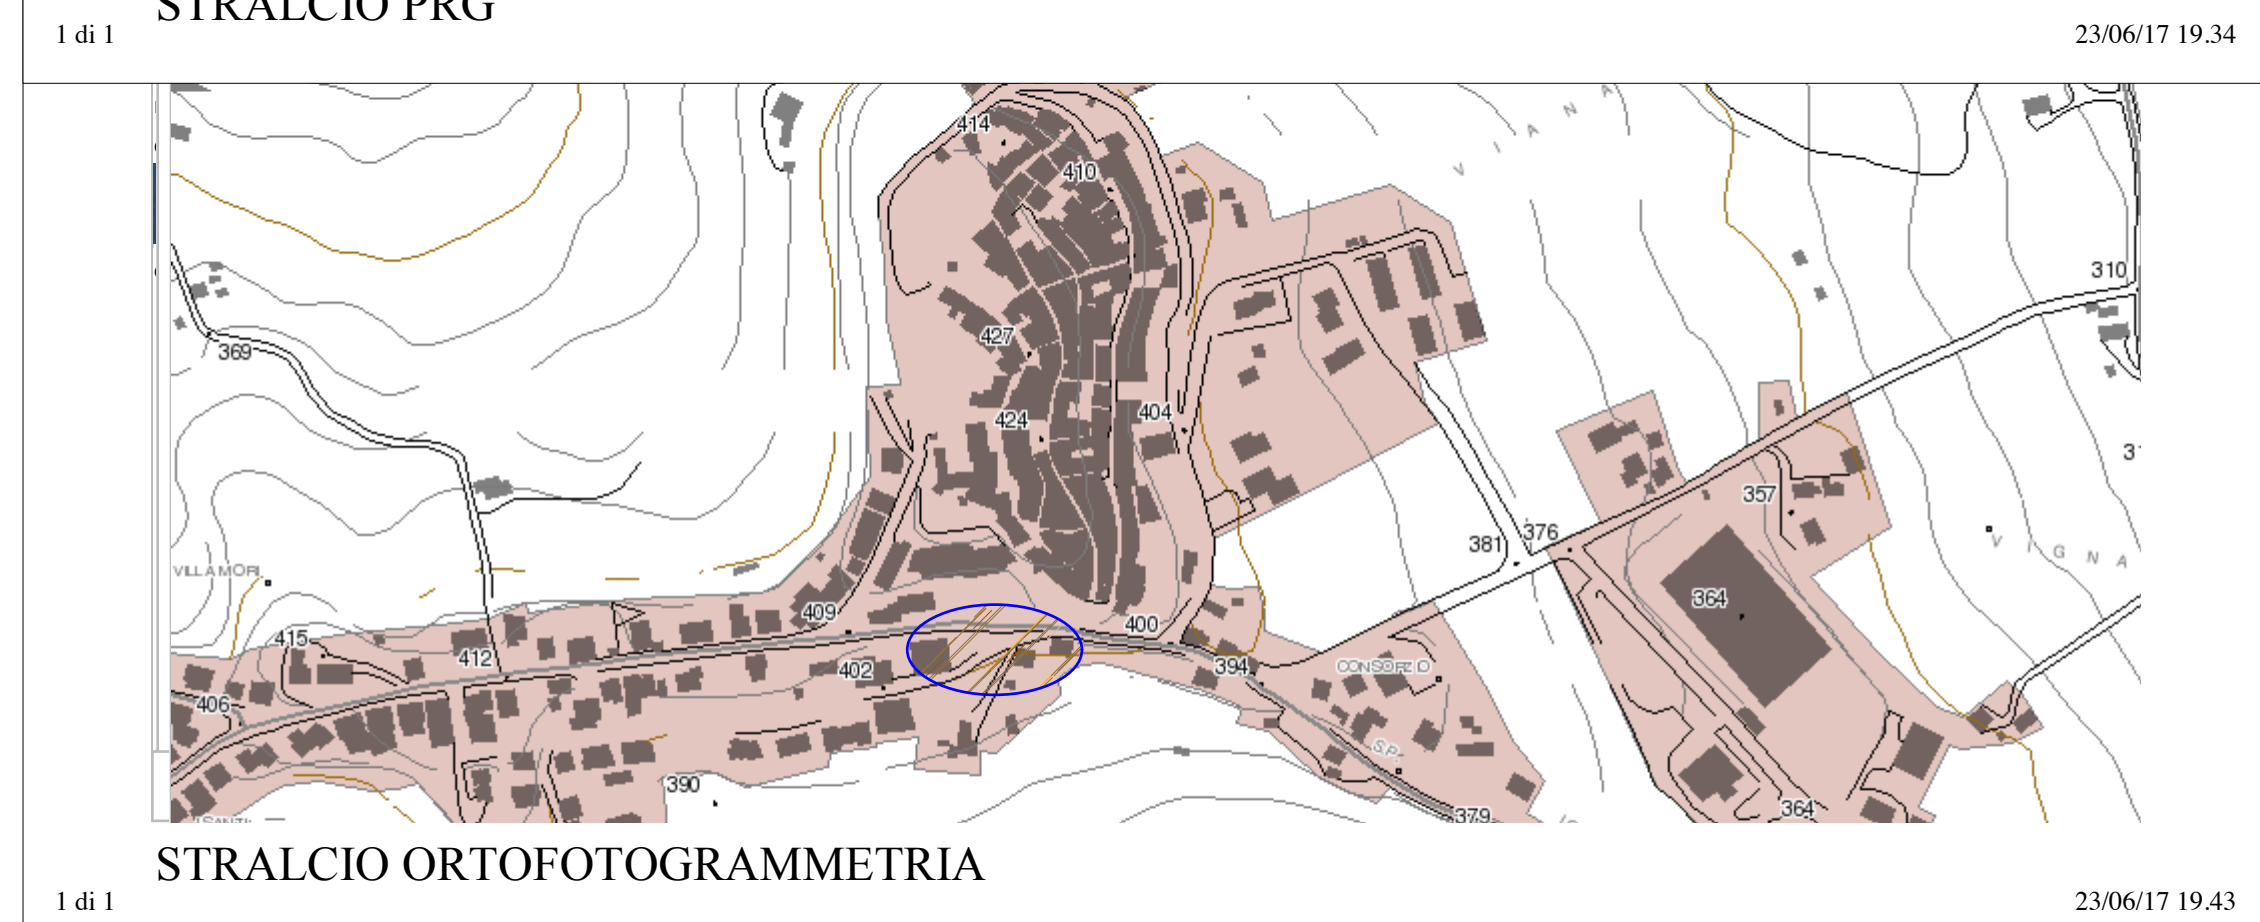 STRALCIO PRG
1 di 1
23/06/17 19.34
414
410
V I A N A
310
369
427
424
404
357
376
381
VILLAMORI
V I G N A
364
409
400
415
412
402
394
CONSORZIO
406
S.P.
390
364
379
STRALCIO ORTOFOTOGRAMMETRIA
1 di 1
23/06/17 19.43